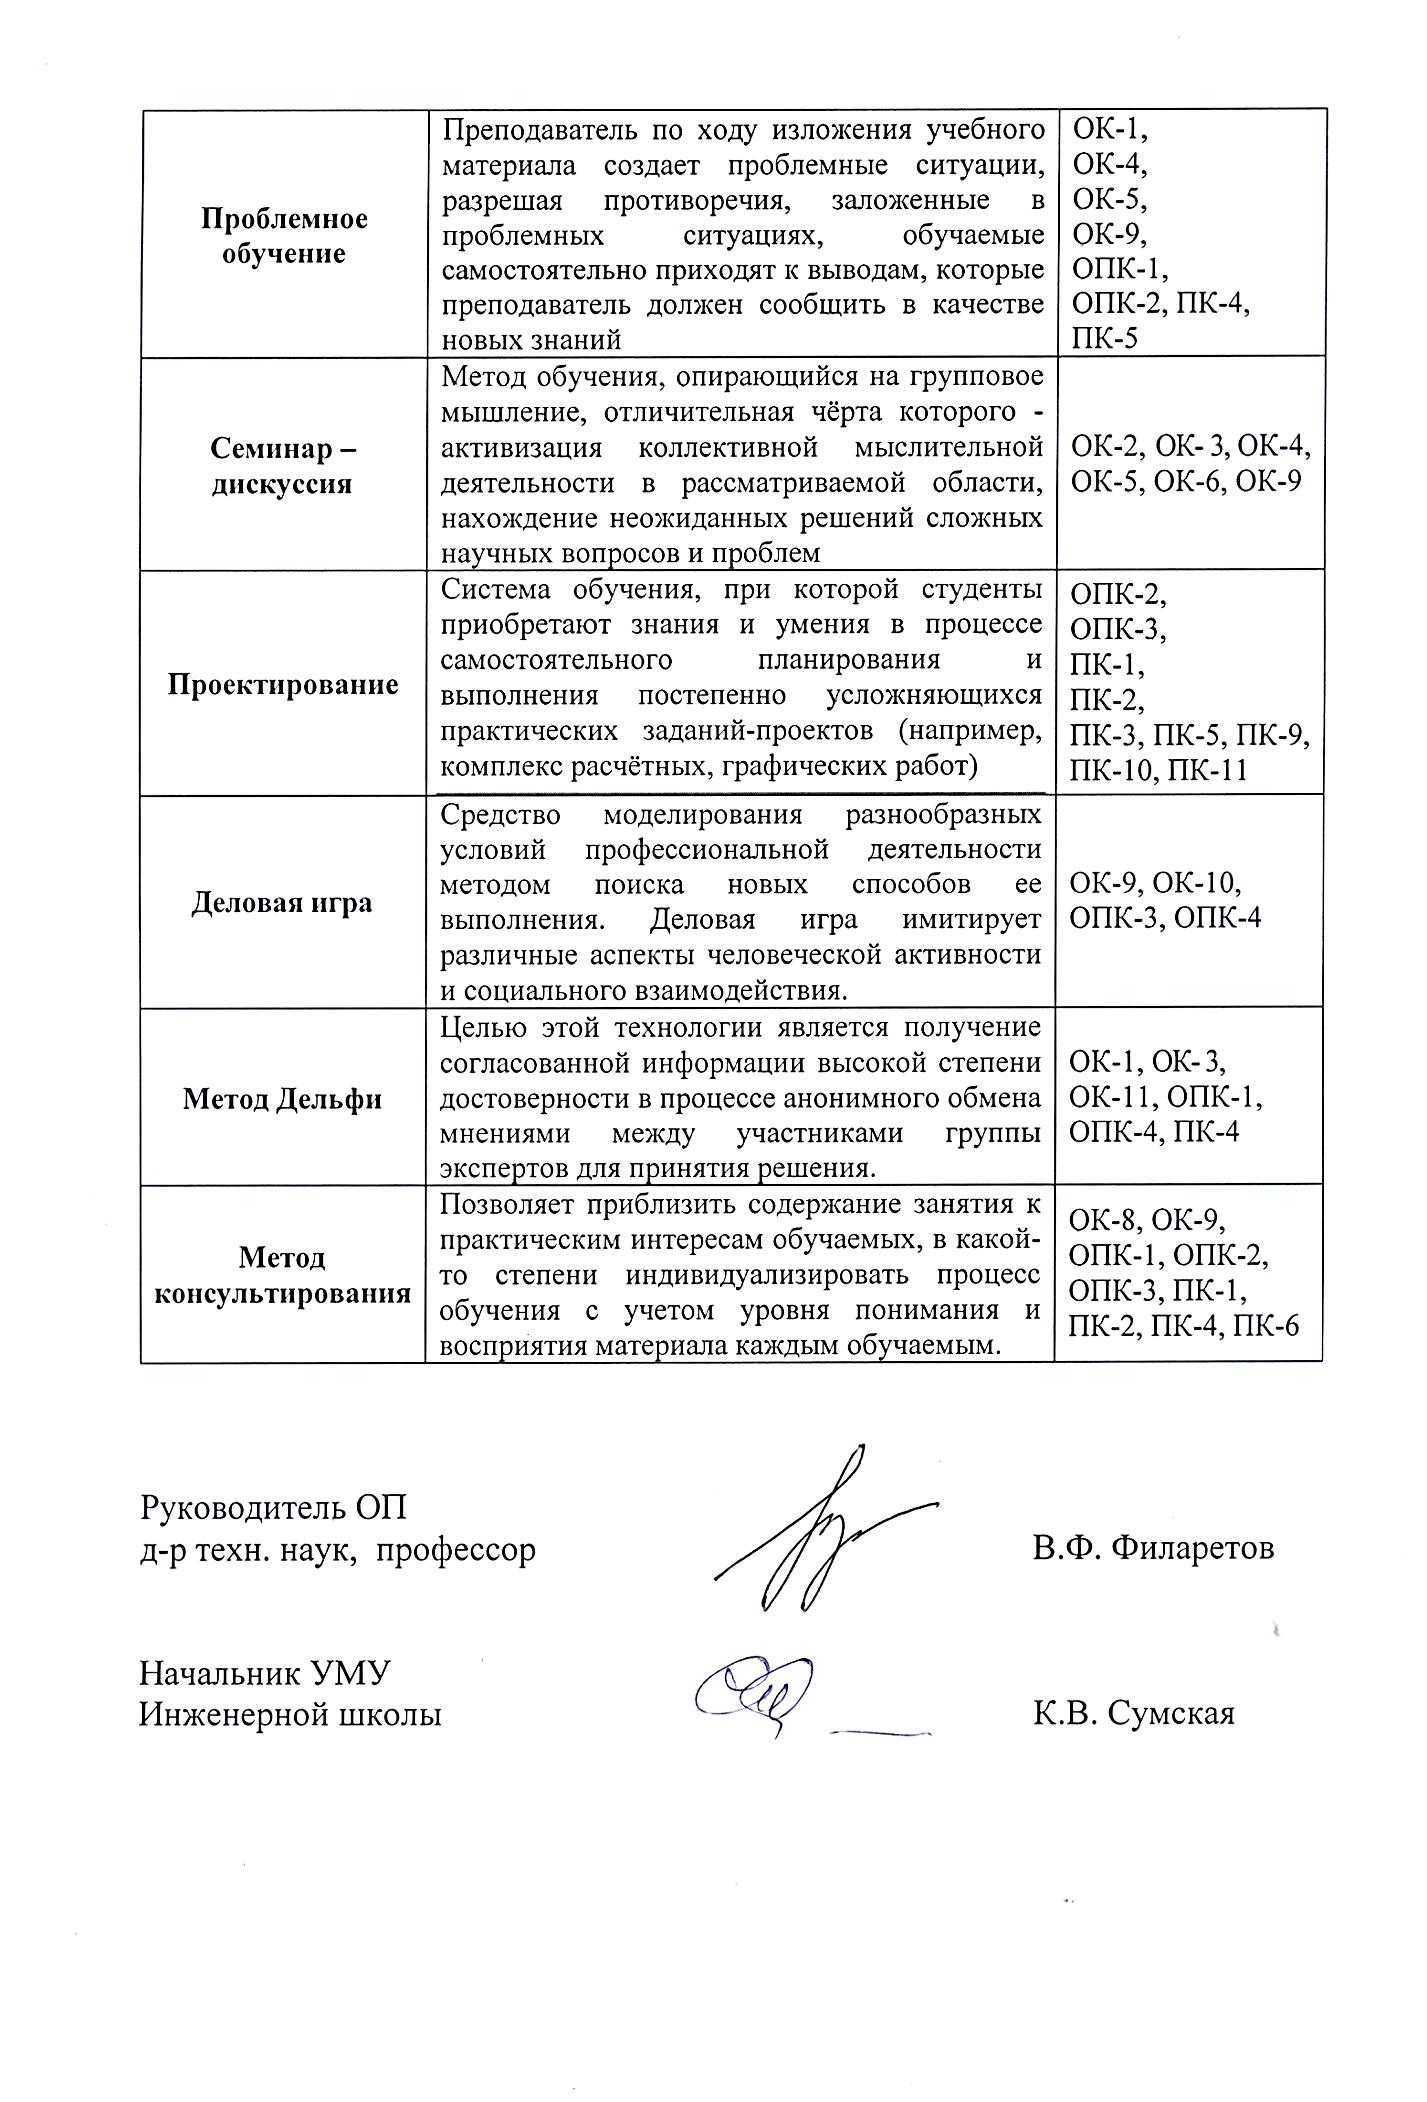 Проблемное
обучение
Преподаватель по ходу изложения учебного
материала создает проблемные ситуации,
разрешая противоречия, заложенные в
проблемных ситуациях, обучаемые
самостоятельно приходят к выводам, которые
преподаватель должен сообщить в качестве
новых знаний
ОК-1,
ОК-4,
ОК-5,
ОК-9,
ОПК-1,
ОПК-2, ПК-4,
ПК-5
Семинар –
дискуссия
Метод обучения, опирающийся на групповое
мышление, отличительная чёрта которого -
активизация коллективной мыслительной
деятельности в рассматриваемой области,
нахождение неожиданных решений сложных
научных вопросов и проблем
ОК-2, ОК- 3, ОК-4,
ОК-5, ОК-6, ОК-9
Проектирование
Система обучения, при которой студенты
приобретают знания и умения в процессе
самостоятельного планирования и
выполнения постепенно усложняющихся
практических заданий-проектов (например,
комплекс расчётных, графических работ)
ОПК-2,
ОПК-3,
ПК-1,
ПК-2,
ПК-3, ПК-5, ПК-9,
ПК-10, ПК-11
Деловая игра
Средство моделирования разнообразных
условий профессиональной деятельности
методом поиска новых способов ее
выполнения. Деловая игра имитирует
различные аспекты человеческой активности
и социального взаимодействия.
ОК-9, ОК-10,
ОПК-3, ОПК-4
Метод Дельфи
Целью этой технологии является получение
согласованной информации высокой степени
достоверности в процессе анонимного обмена
мнениями между участниками группы
экспертов для принятия решения.
ОК-1, ОК- 3,
ОК-11, ОПК-1,
ОПК-4, ПК-4
Метод
консультирования
Позволяет приблизить содержание занятия к
практическим интересам обучаемых, в какой-
то степени индивидуализировать процесс
обучения с учетом уровня понимания и
восприятия материала каждым обучаемым.
ОК-8, ОК-9,
ОПК-1, ОПК-2,
ОПК-3, ПК-1,
ПК-2, ПК-4, ПК-6
Руководитель ОП
д-р техн. наук, профессор
В.Ф. Филаретов
Начальник УМУ
Инженерной школы
К.В. Сумская